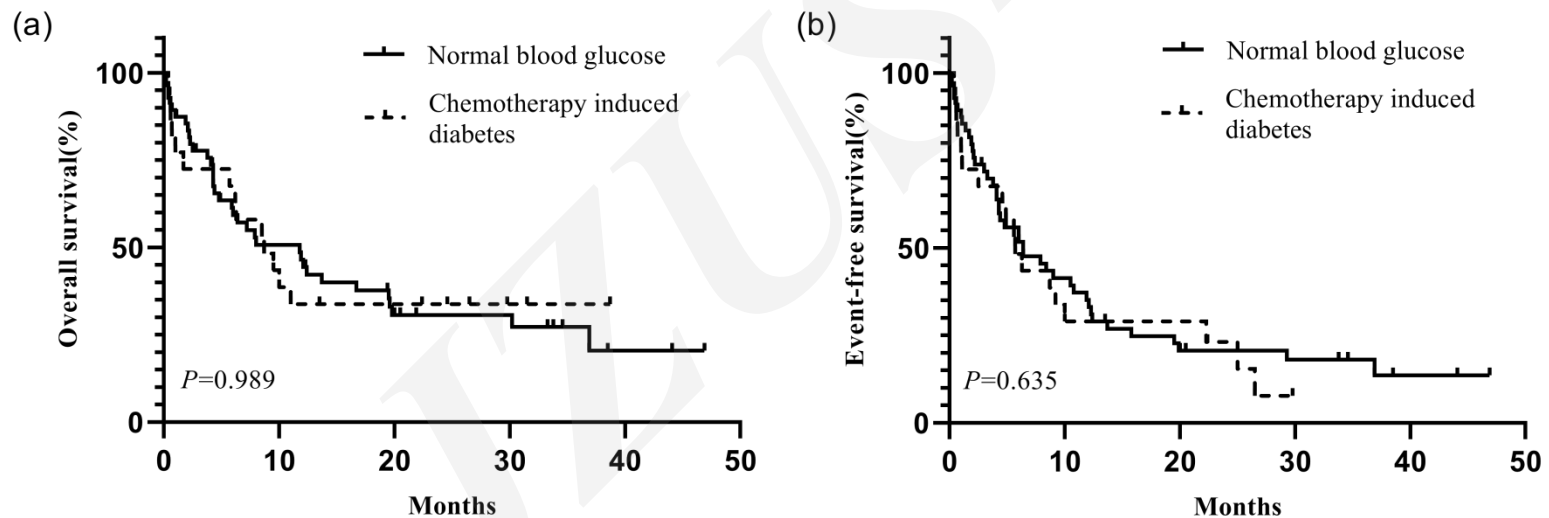 (a)
Normal blood glucose
Chemotherapy induced
diabetes
Overall survival(%)
100
50
0
P=0.989
0 10 20 30 40 50
Months
(b)
Normal blood glucose
Chemotherapy induced
diabetes
Event-free survival(%)
100
50
0
P=0.635
0 10 20 30 40 50
Months